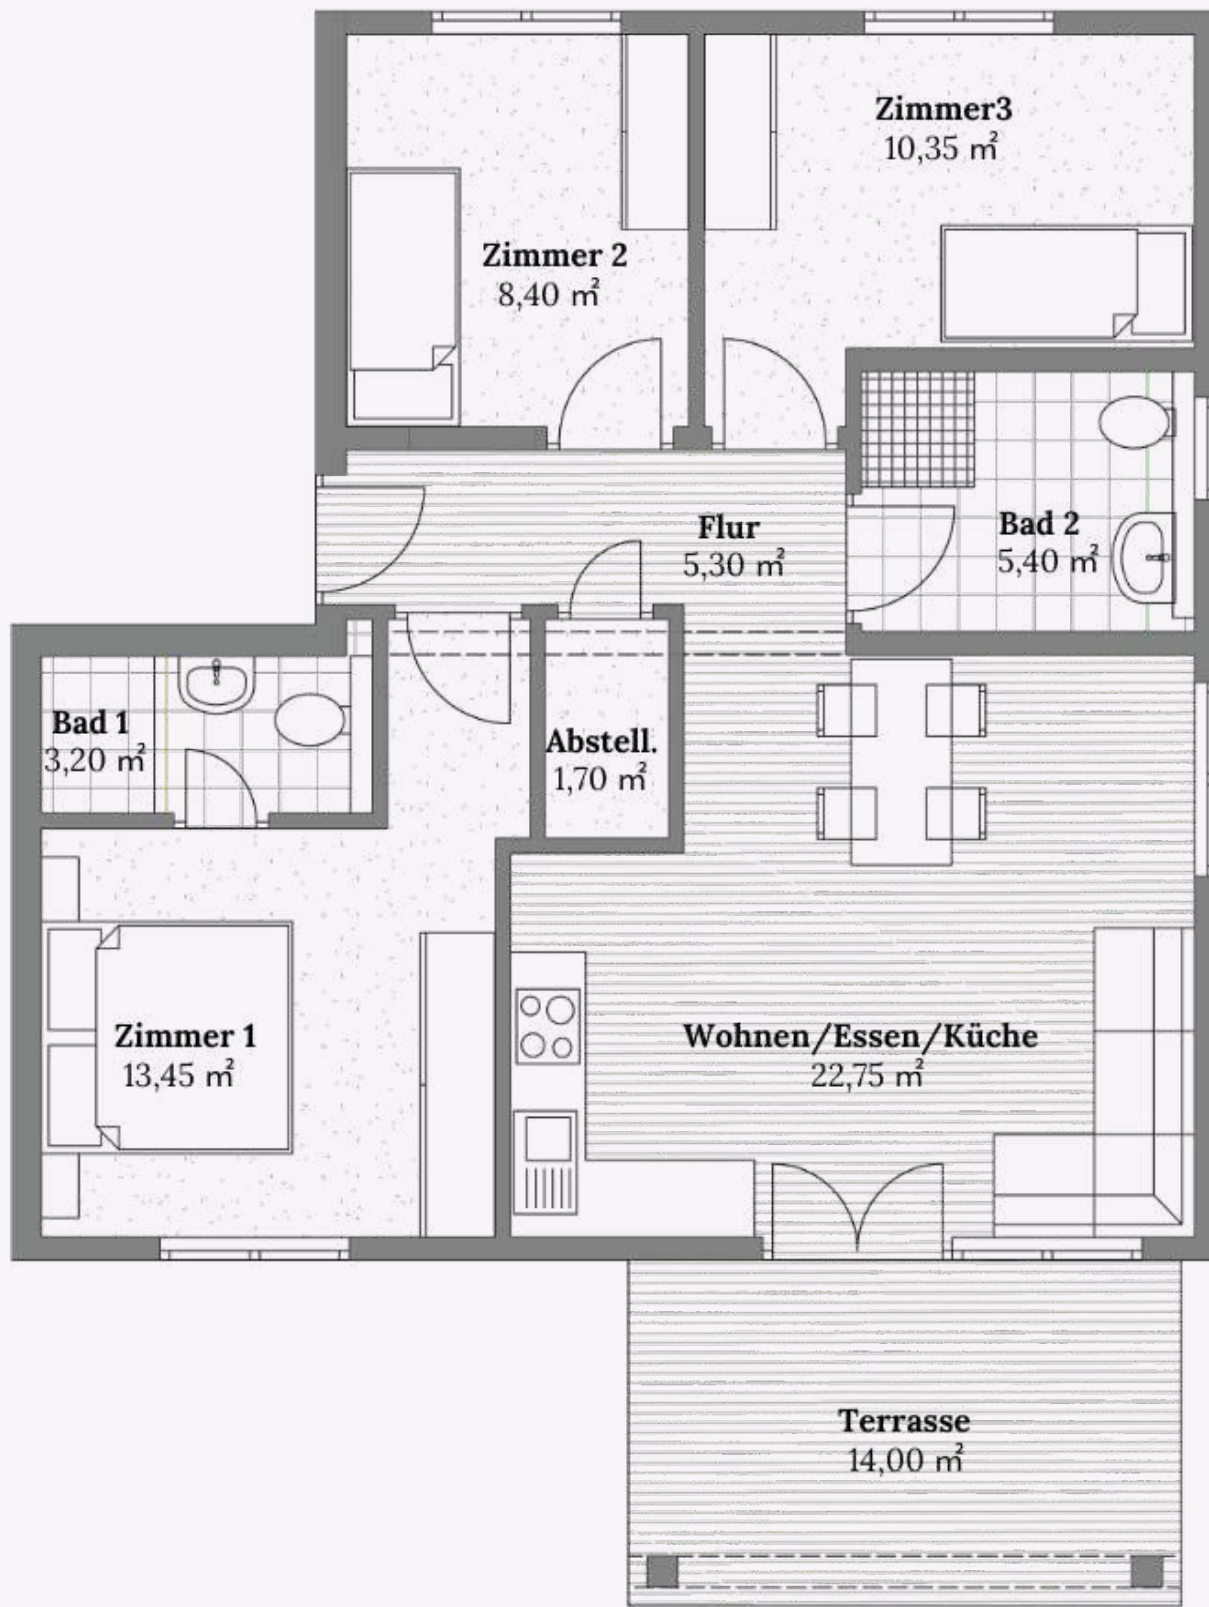 Zimmer3
10,35 m²
Zimmer 2
8,40 m²
Flur
5,30 m²
Bad 2
5,40 m²
Bad 1
3,20 m²
Abstell.
1,70 m²
Zimmer 1
13,45 m²
Wohnen/Essen/Küche
22,75 m²
Terrasse
14,00 m²